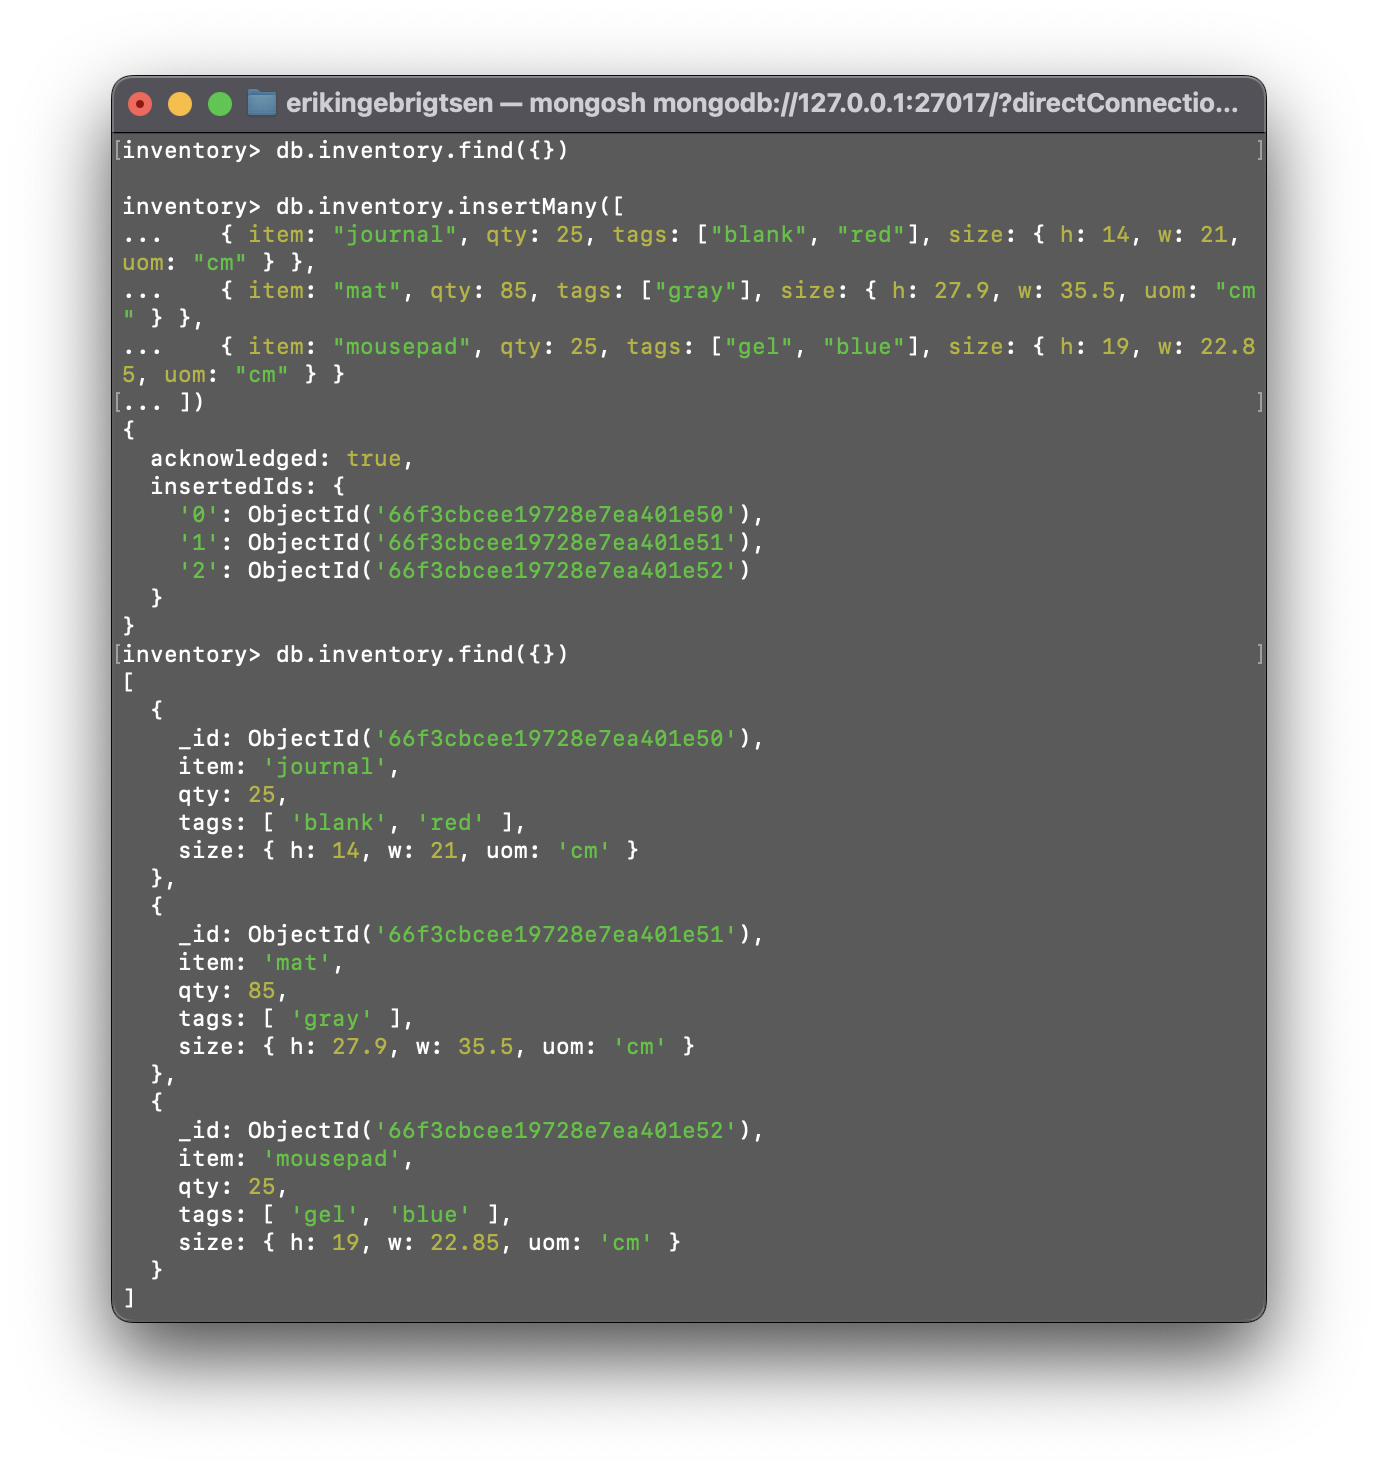 erikingebrigtsen — mongosh mongodb://127.0.0.1:27017/?directConnectio...
[inventory> db.inventory.find({}) ]
inventory> db.inventory.insertMany([
...    { item: "journal", qty: 25, tags: ["blank", "red"], size: { h: 14, w: 21,
uom: "cm" } },
...    { item: "mat", qty: 85, tags: ["gray"], size: { h: 27.9, w: 35.5, uom: "cm
" } },
...    { item: "mousepad", qty: 25, tags: ["gel", "blue"], size: { h: 19, w: 22.8
5, uom: "cm" } }
[... ]) ]
{
  acknowledged: true,
  insertedIds: {
    '0': ObjectId('66f3cbcee19728e7ea401e50'),
    '1': ObjectId('66f3cbcee19728e7ea401e51'),
    '2': ObjectId('66f3cbcee19728e7ea401e52')
  }
}
[inventory> db.inventory.find({}) ]
[
  {
    _id: ObjectId('66f3cbcee19728e7ea401e50'),
    item: 'journal',
    qty: 25,
    tags: [ 'blank', 'red' ],
    size: { h: 14, w: 21, uom: 'cm' }
  },
  {
    _id: ObjectId('66f3cbcee19728e7ea401e51'),
    item: 'mat',
    qty: 85,
    tags: [ 'gray' ],
    size: { h: 27.9, w: 35.5, uom: 'cm' }
  },
  {
    _id: ObjectId('66f3cbcee19728e7ea401e52'),
    item: 'mousepad',
    qty: 25,
    tags: [ 'gel', 'blue' ],
    size: { h: 19, w: 22.85, uom: 'cm' }
  }
]